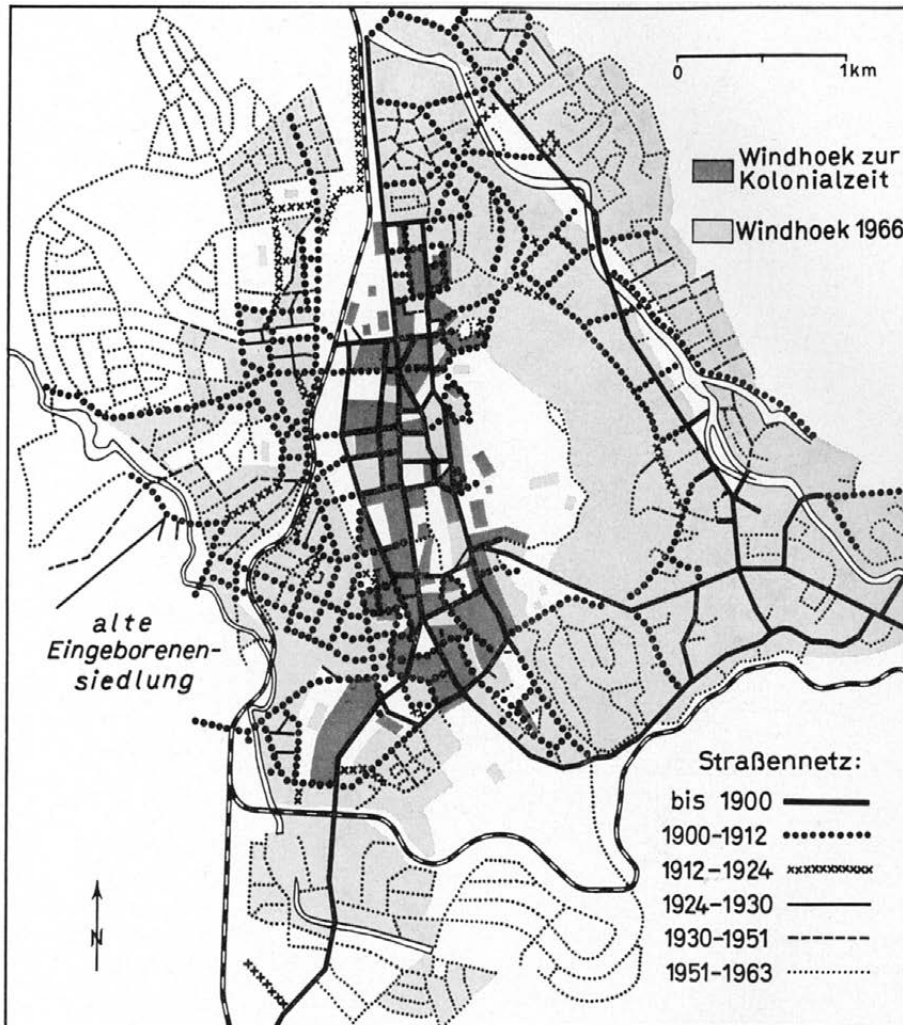 0 1km
Windhoek zur
Kolonialzeit
Windhoek 1966
alte
Eingeborenen-
siedlung
Straßennetz:
bis 1900
1900-1912
1912-1924
1924-1930
1930-1951
1951-1963
N